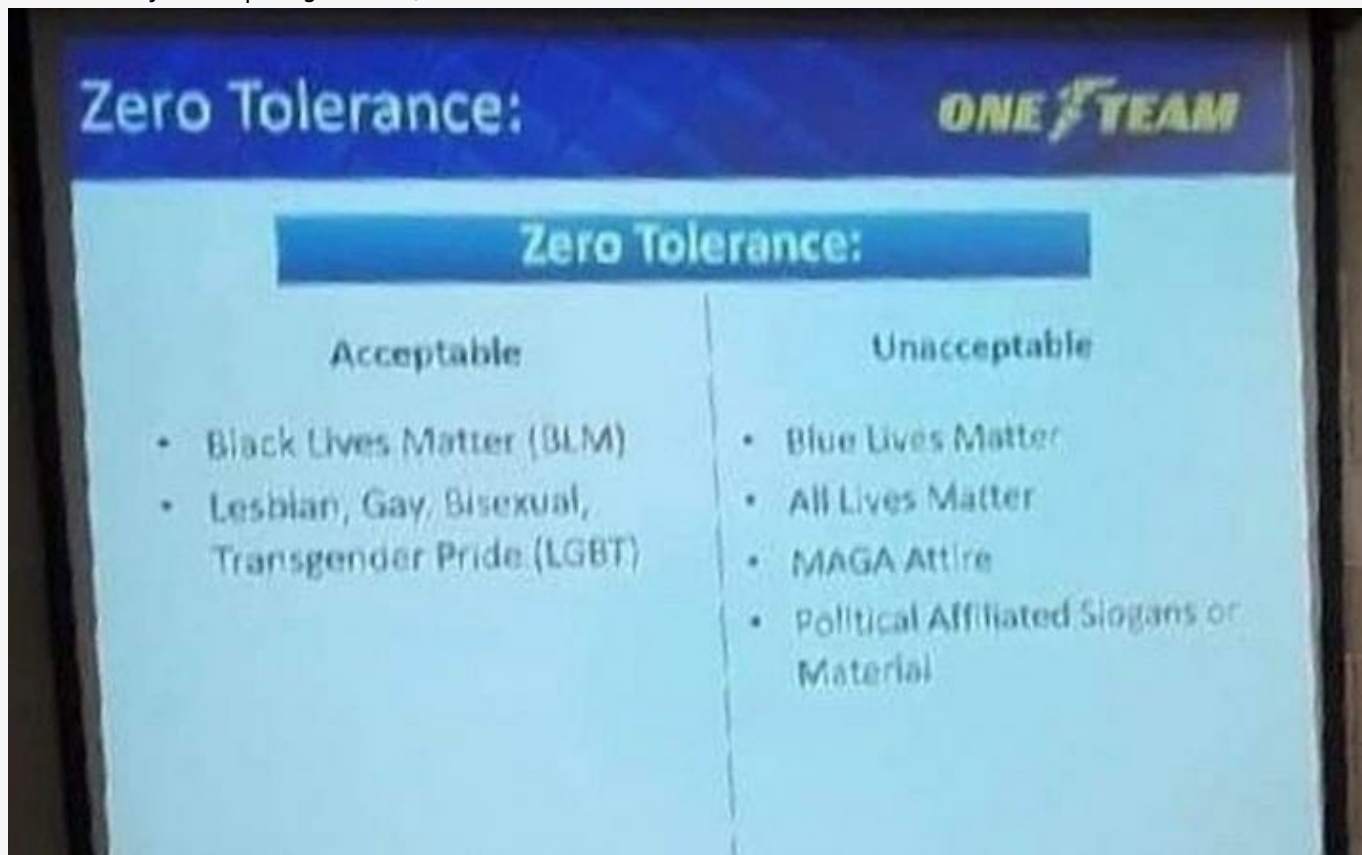 Zero Tolerance:
ONE TEAM
Zero Tolerance:
Acceptable
Unacceptable
• Black Lives Matter (BLM)
• Lesbian, Gay, Bisexual,
Transgender Pride (LGBT)
• Blue Lives Matter
• All Lives Matter
• MAGA Attire
• Political Affiliated Slogans or
Material